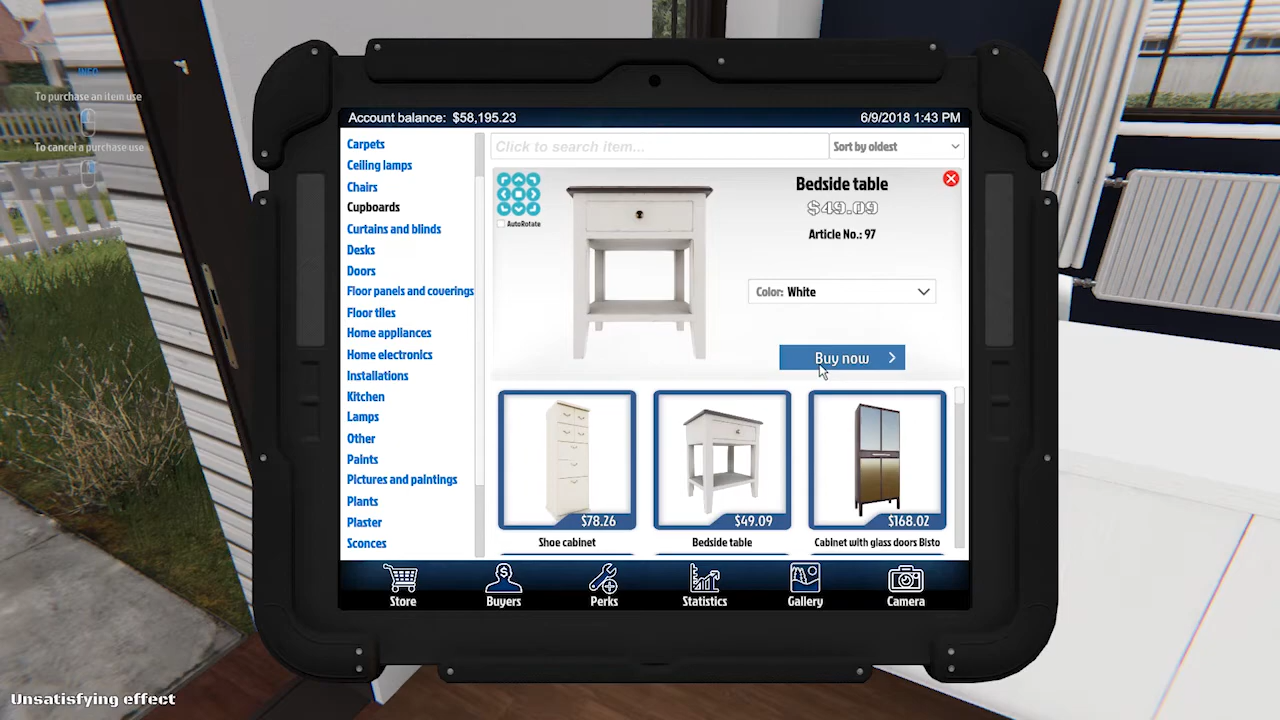 INFO
To purchase an item use
To cancel a purchase use
Account balance: $58,195.23
6/9/2018 1:43 PM
Carpets
Ceiling lamps
Chairs
Cupboards
Curtains and blinds
Desks
Doors
Floor panels and coverings
Floor tiles
Home appliances
Home electronics
Installations
Kitchen
Lamps
Other
Paints
Pictures and paintings
Plants
Plaster
Sconces
Click to search item...
Sort by oldest
AutoRotate
Bedside table
$49.09
Article No.: 97
Color: White
Buy now
$78.26
$49.09
$168.02
Shoe cabinet
Bedside table
Cabinet with glass doors Bisto
Store
Buyers
Perks
Statistics
Gallery
Camera
Unsatisfying effect